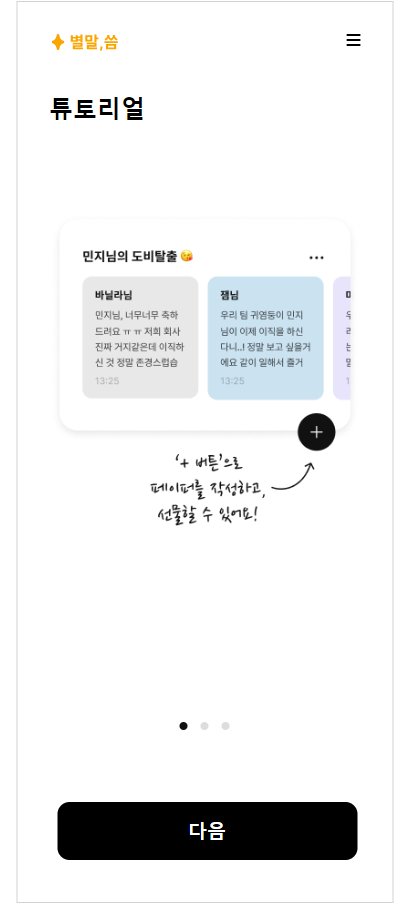 별말,씀
튜토리얼
민지님의 도비탈출 😘
바닐라님
민지님, 너무너무 축하
드려요 ㅠㅠ 저희 회사
진짜 거지같은데 이직하
신 것 정말 존경스럽습
13:25
잼님
우리 팀 귀염둥이 민지
님이 이제 이직을 하신
다니..! 정말 보고 싶을거
에요 같이 일해서 즐거
13:25
'+ 버튼'으로
페이퍼를 작성하고,
선물할 수 있어요!
다음